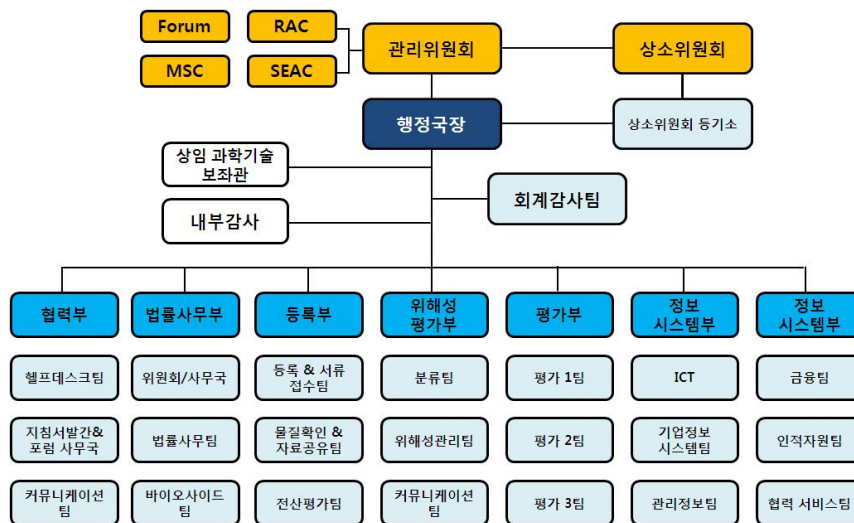 Forum
RAC
관리위원회
상소위원회
MSC
SEAC
행정국장
상소위원회 등기소
상임 과학기술
보좌관
회계감사팀
내부감사
협력부
법률사무부
등록부
위해성
평가부
평가부
정보
시스템부
정보
시스템부
헬프데스크팀
위원회/사무국
등록 & 서류
접수팀
분류팀
평가 1팀
ICT
금융팀
지침서발간&
포럼 사무국
법률사무팀
물질확인 &
자료공유팀
위해성관리팀
평가 2팀
기업정보
시스템팀
인적자원팀
커뮤니케이션
팀
바이오사이드
팀
전산평가팀
커뮤니케이션
팀
평가 3팀
관리정보팀
협력 서비스팀